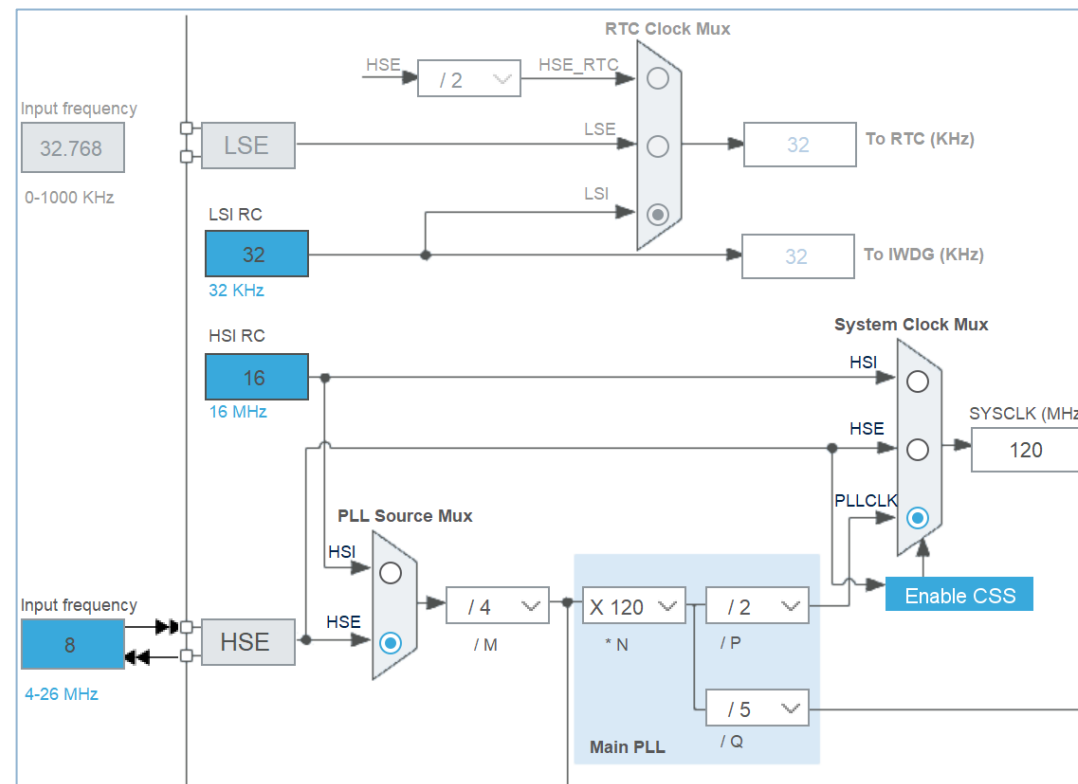 RTC Clock Mux
HSE
/ 2
HSE_RTC
Input frequency
32.768
0-1000 KHz
LSE
LSE
32
To RTC (KHz)
LSI
LSI RC
32
32 KHz
32
To IWDG (KHz)
System Clock Mux
HSI RC
16
16 MHz
HSI
HSE
SYSCLK (MHz
120
PLLCLK
PLL Source Mux
HSI
Enable CSS
Input frequency
8
4-26 MHz
HSE
HSE
/ 4
/ M
X 120
* N
/ 2
/ P
/ 5
/ Q
Main PLL